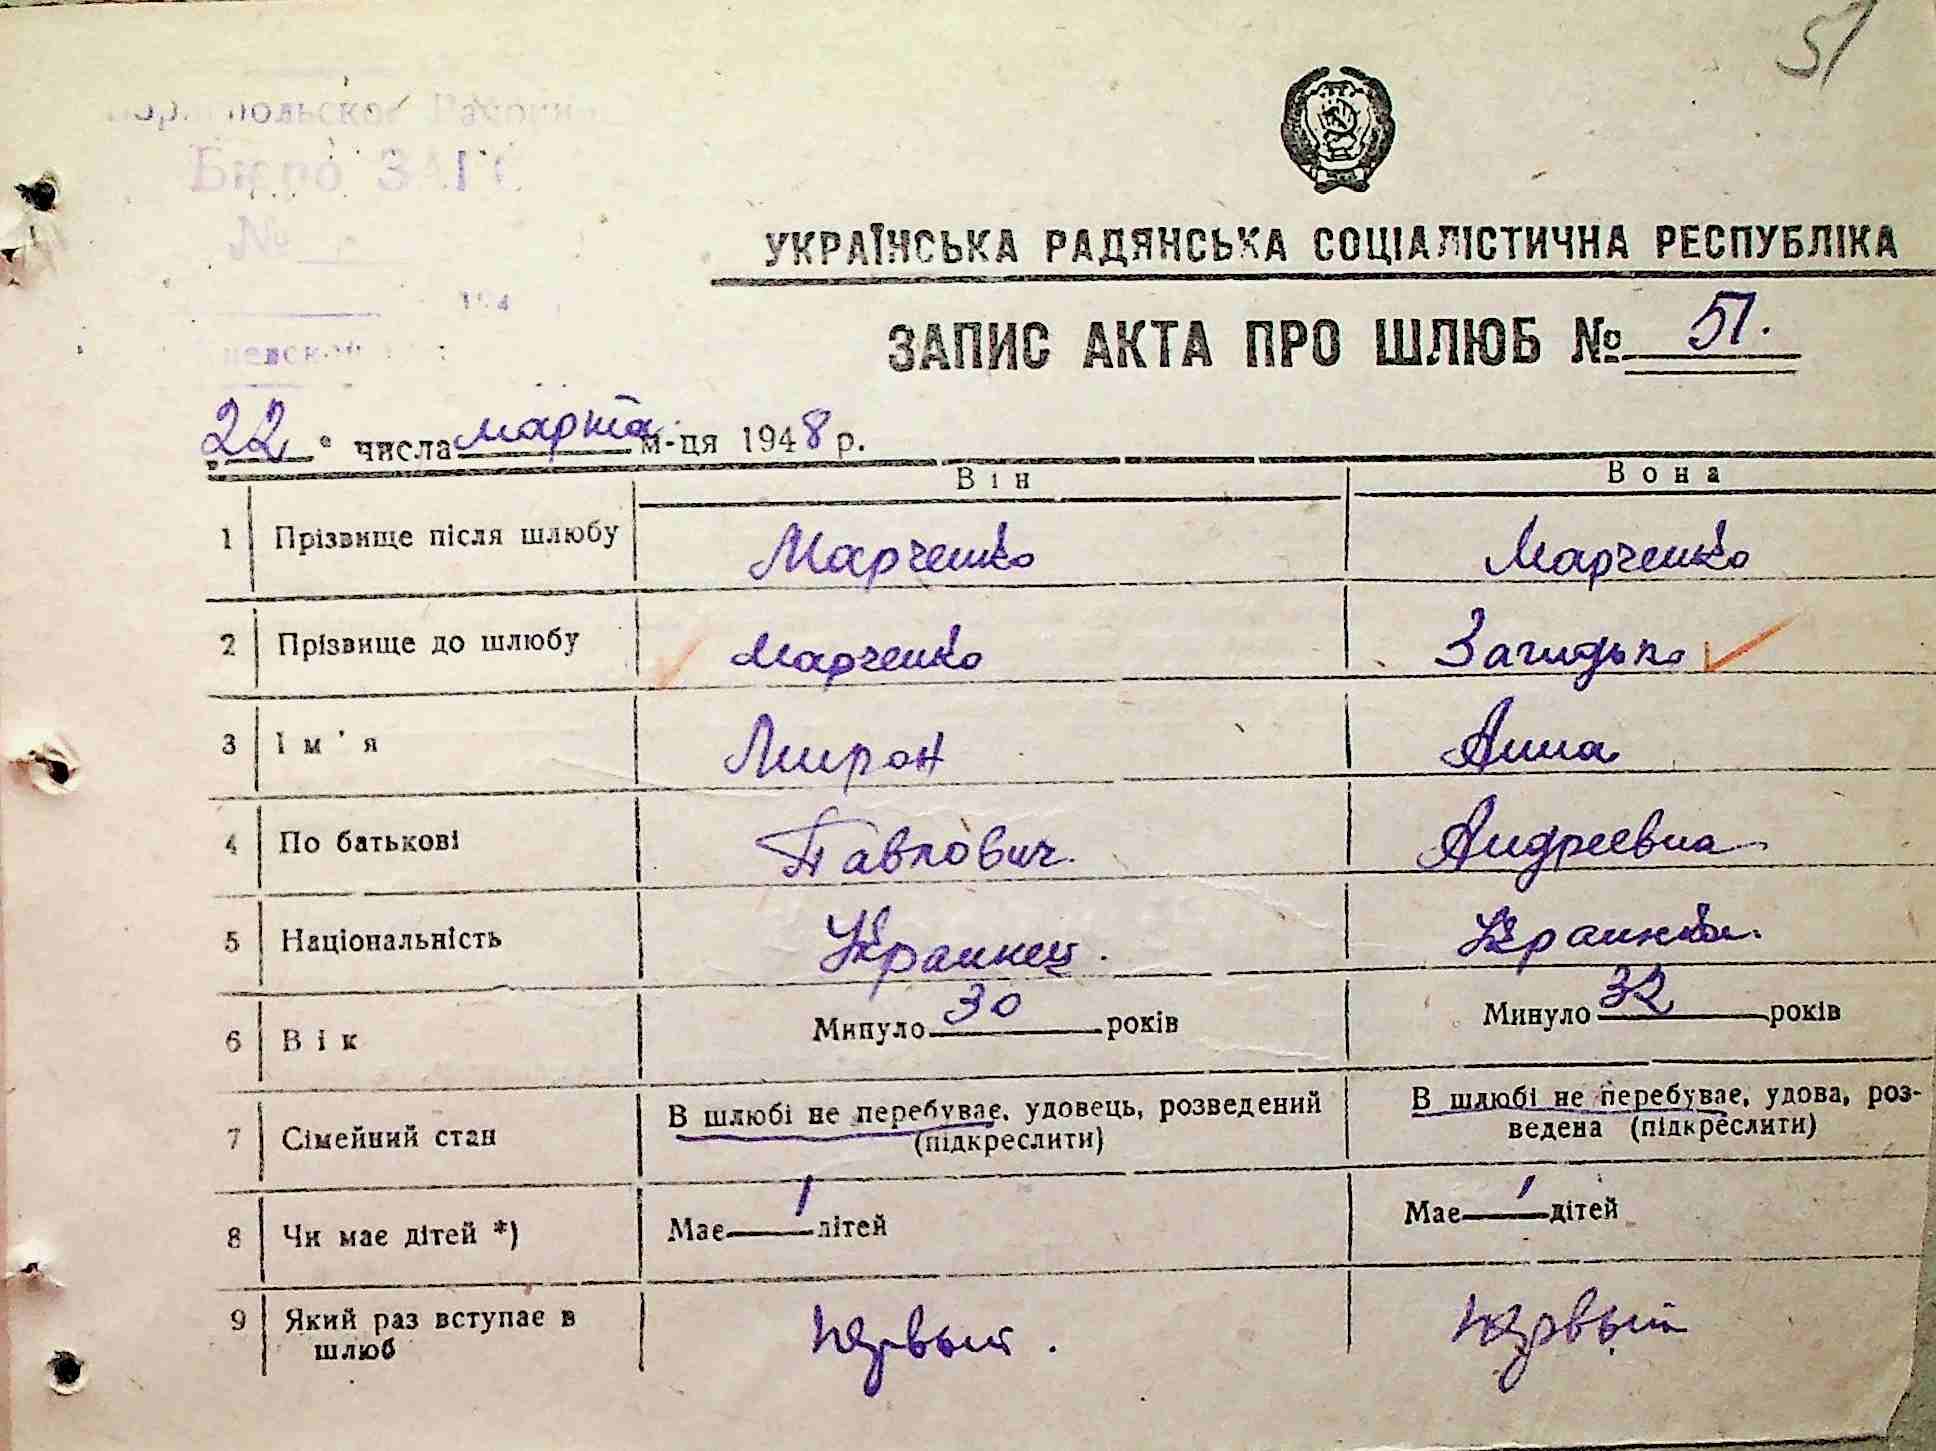 51
Бюро ЗАГС
№
194
УКРАЇНСЬКА РАДЯНСЬКА СОЦІАЛІСТИЧНА РЕСПУБЛІКА
ЗАПИС АКТА ПРО ШЛЮБ № 51.
"22" числа марта м-ця 1948 р.
Він Вона
1 Прізвище після шлюбу Марченко Марченко
2 Прізвище до шлюбу Марченко
3 Ім'я Мирон Анна
4 По батькові Павлович. Андреевна
5 Національність Украинец. Украинка.
6 Вік Минуло 30 років Минуло 32 років
7 Сімейний стан В шлюбі не перебуває, удовець, розведений (підкреслити) В шлюбі не перебуває, удова, роз-
ведена (підкреслити)
8 Чи має дітей *) Має 1 дітей Має 1 дітей
9 Який раз вступає в шлюб первый. первый